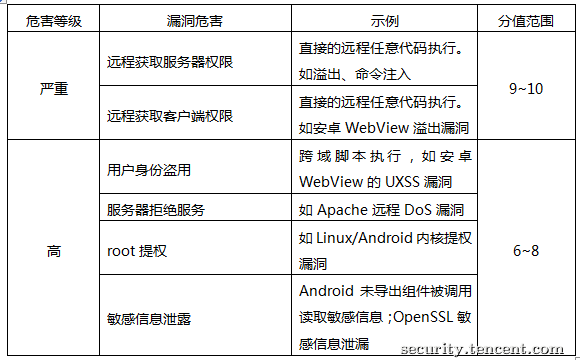 危害等级 漏洞危害 示例 分值范围
严重 远程获取服务器权限 直接的远程任意代码执行。
如溢出、命令注入 9~10
远程获取客户端权限 直接的远程任意代码执行。
如安卓 WebView 溢出漏洞
高 用户身份盗用 跨域脚本执行，如安卓
WebView 的 UXSS 漏洞 6~8
服务器拒绝服务 如 Apache 远程 DoS 漏洞
root 提权 如 Linux/Android 内核提权
漏洞
敏感信息泄露 Android 未导出组件被调用
读取敏感信息；OpenSSL 敏
感信息泄漏
security.tencent.com